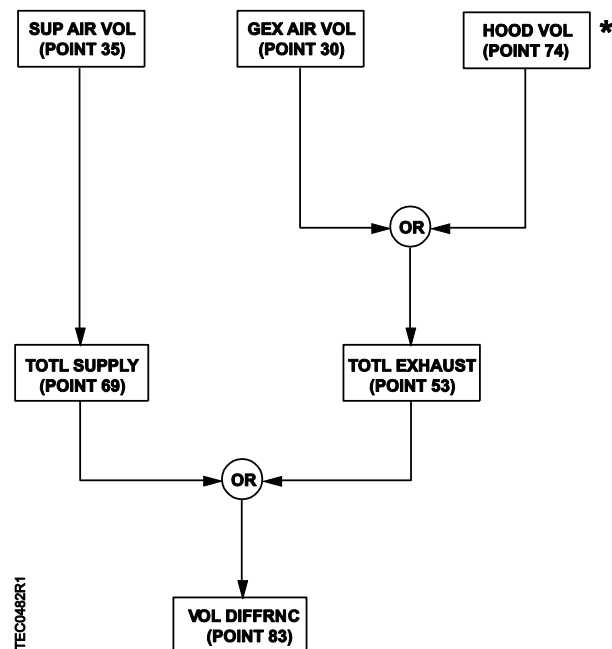 SUP AIR VOL
(POINT 35)
GEX AIR VOL
(POINT 30)
HOOD VOL
(POINT 74)
*
OR
TOTL SUPPLY
(POINT 69)
TOTL EXHAUST
(POINT 53)
OR
VOL DIFFRNC
(POINT 83)
TEC0482R1